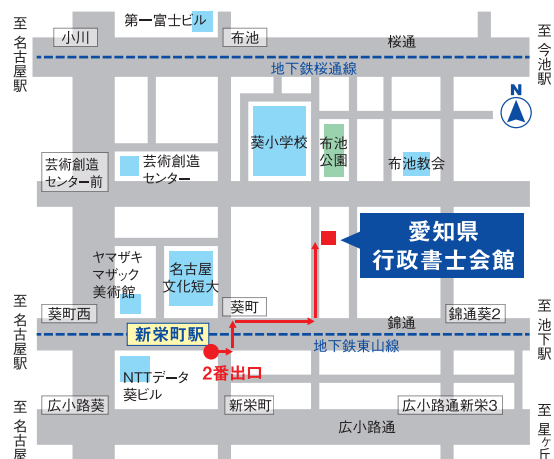 第一富士ビル
至 名古屋駅
小川
布池
桜通
至 今池駅
地下鉄桜通線
N
葵小学校
布池
公園
芸術創造
センター前
芸術創造
センター
布池教会
愛知県
行政書士会館
ヤマザキ
マザック
美術館
名古屋
文化短大
至 名古屋駅
葵町西
葵町
錦通
錦通葵2
至 池下駅
新栄町駅
地下鉄東山線
2番出口
NTTデータ
葵ビル
至 名古屋
広小路葵
新栄町
広小路通新栄3
広小路通
至 星ヶ丘